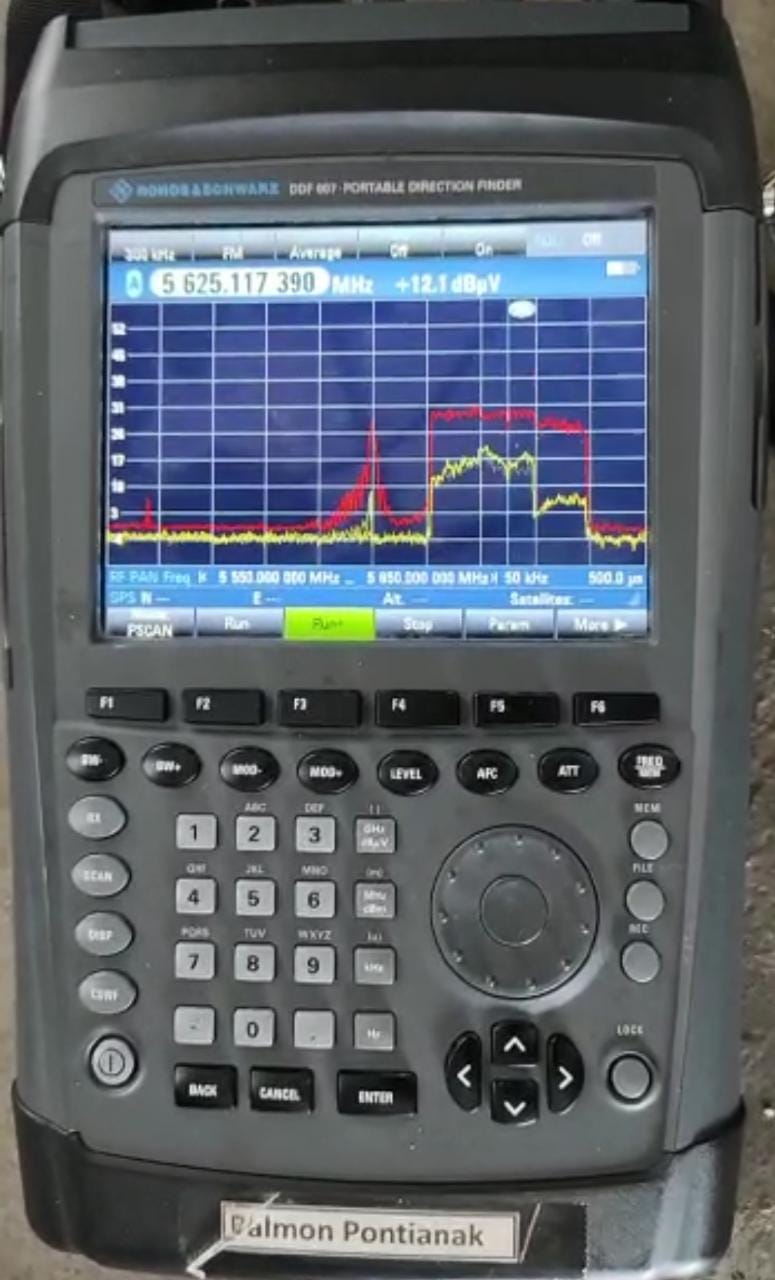 ROHDE&SCHWARZ DDF 007·PORTABLE DIRECTION FINDER
300 kHz FM Average Off On Off
A 5 625.117 390 MHz +12.1 dBµV
52
45
38
31
17
3
RF PAN Freq 5 550.000 000 MHz 5 650.000 000 MHz 50 kHz 500.0 µs
GPS N --- E --- Alt. --- Satellites: ---
PSCAN Run Run+ Stop Param More ▶
F1 F2 F3 F4 F5 F6
BW- BW+ MOD- MOD+ LEVEL AFC ATT FREQ
RX
SCAN
DISP
CONF
ABC DEF ( )
1 2 3 GHz dBµV
GHI JKL MNO (m)
4 5 6 MHz dBm
PQRS TUV WXYZ (µ)
7 8 9 kHz
0 . Hz
BACK CANCEL ENTER
MEM
FILE
REC
LOCK
Balmon Pontianak